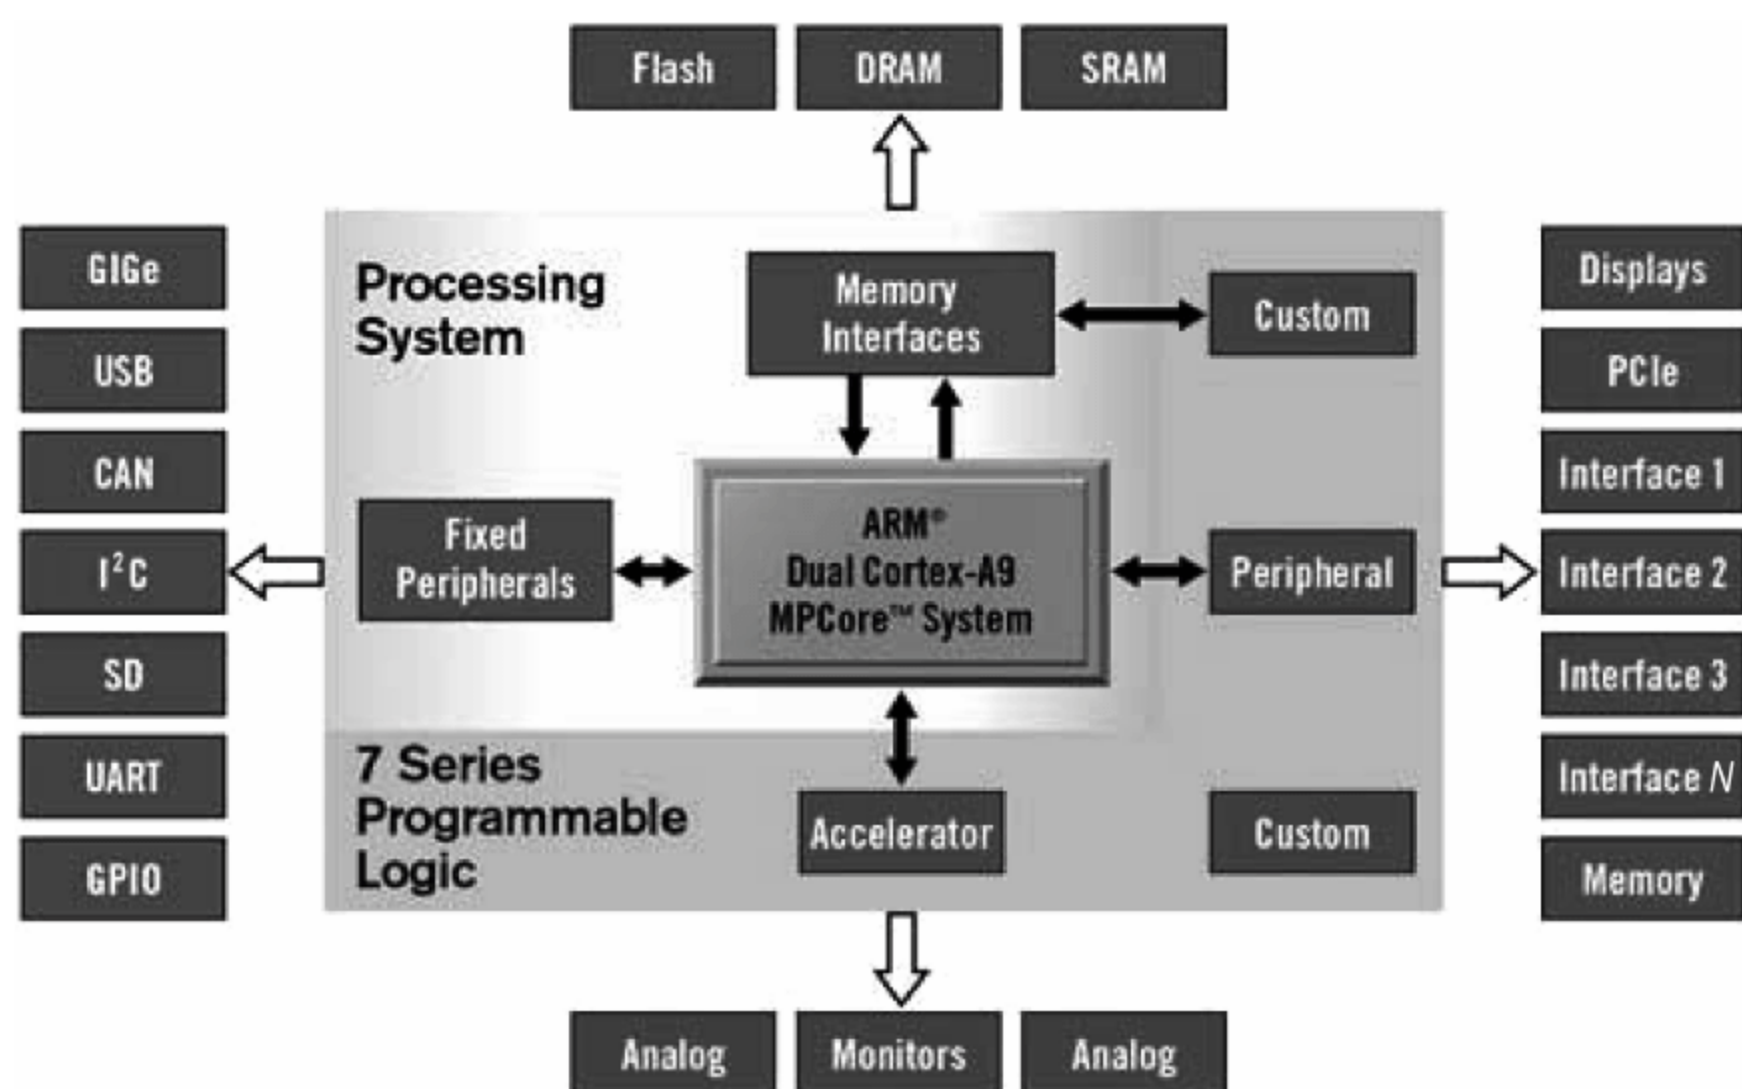 Flash
DRAM
SRAM
GIGe
USB
CAN
I²C
SD
UART
GPIO
Processing
System
Memory
Interfaces
Custom
Fixed
Peripherals
ARM®
Dual Cortex-A9
MPCore™ System
Peripheral
7 Series
Programmable
Logic
Accelerator
Custom
Displays
PCIe
Interface 1
Interface 2
Interface 3
Interface N
Memory
Analog
Monitors
Analog